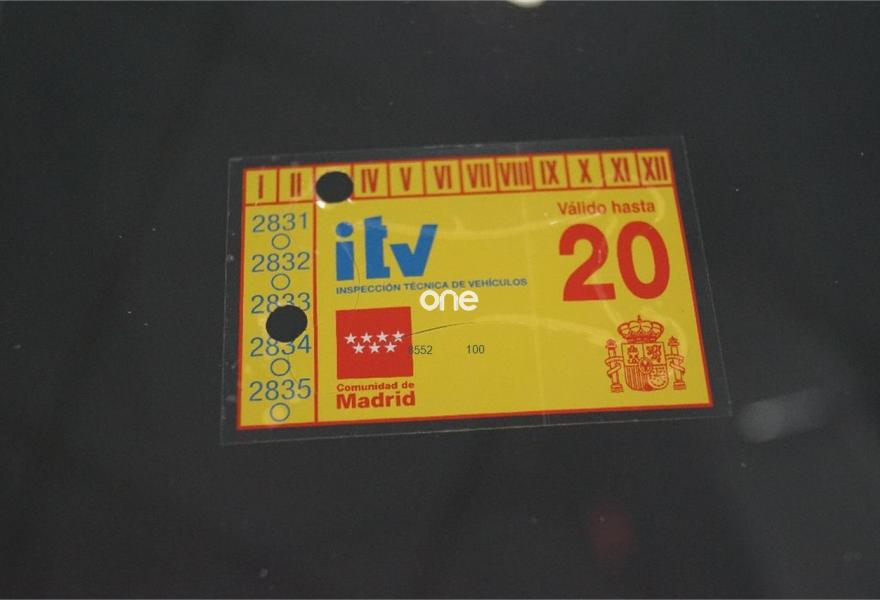 I II IV V VI VII VIII IX X XI XII
2831
2832
2833
2834
2835
itv
INSPECCIÓN TÉCNICA DE VEHÍCULOS
Válido hasta
20
one
8552 100
Comunidad de
Madrid